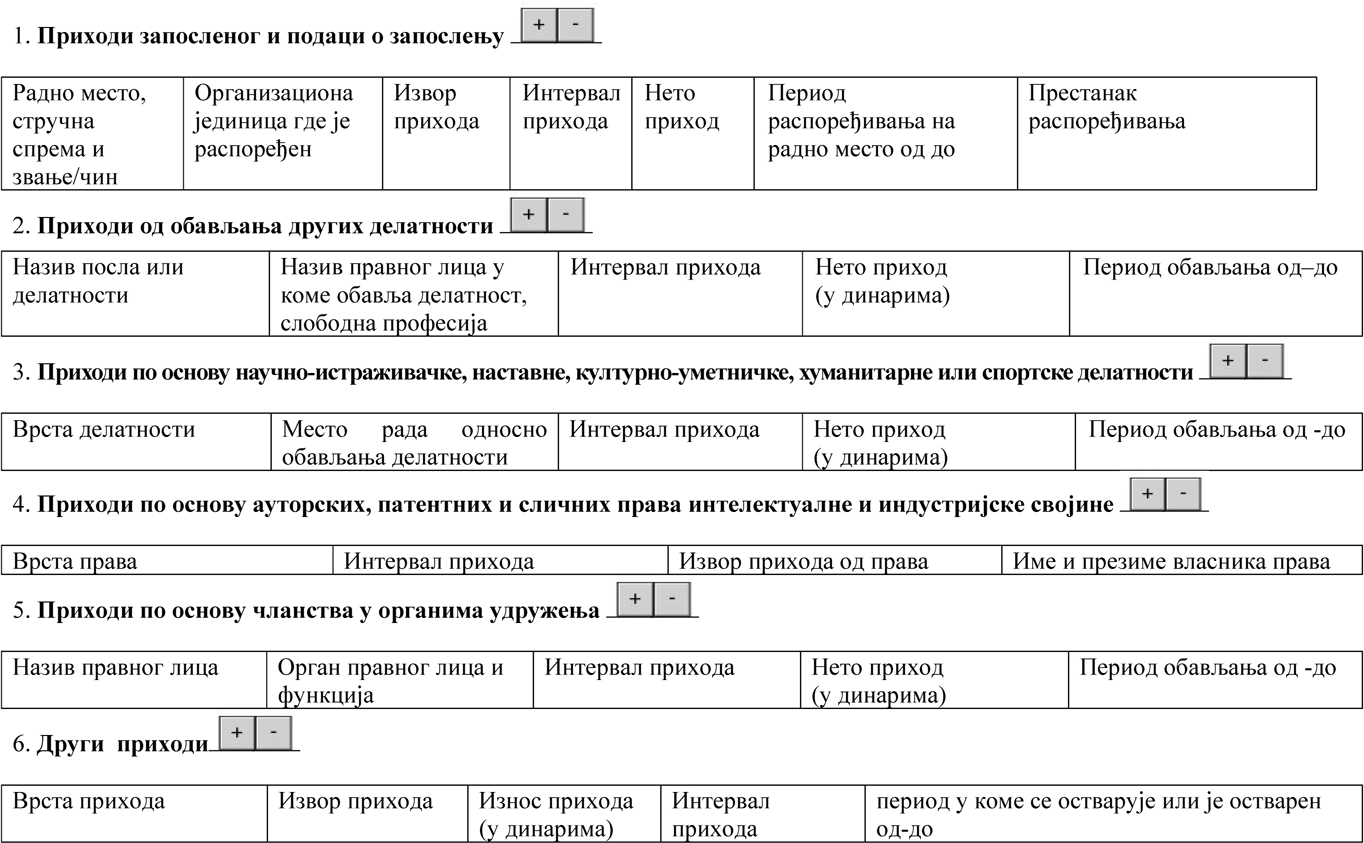 1. Приходи запосленог и подаци о запослењу + -
Радно место,
стручна
спрема и
звање/чин
Организациона
јединица где је
распоређен
Извор
прихода
Интервал
прихода
Нето
приход
Период
распоређивања на
радно место од до
Престанак
распоређивања
2. Приходи од обављања других делатности + -
Назив посла или
делатности
Назив правног лица у
коме обавља делатност,
слободна професија
Интервал прихода
Нето приход
(у динарима)
Период обављања од–до
3. Приходи по основу научно-истраживачке, наставне, културно-уметничке, хуманитарне или спортске делатности + -
Врста делатности
Место рада односно
обављања делатности
Интервал прихода
Нето приход
(у динарима)
Период обављања од -до
4. Приходи по основу ауторских, патентних и сличних права интелектуалне и индустријске својине + -
Врста права
Интервал прихода
Извор прихода од права
Име и презиме власника права
5. Приходи по основу чланства у органима удружења + -
Назив правног лица
Орган правног лица и
функција
Интервал прихода
Нето приход
(у динарима)
Период обављања од -до
6. Други приходи + -
Врста прихода
Извор прихода
Износ прихода
(у динарима)
Интервал
прихода
период у коме се остварује или је остварен
од-до